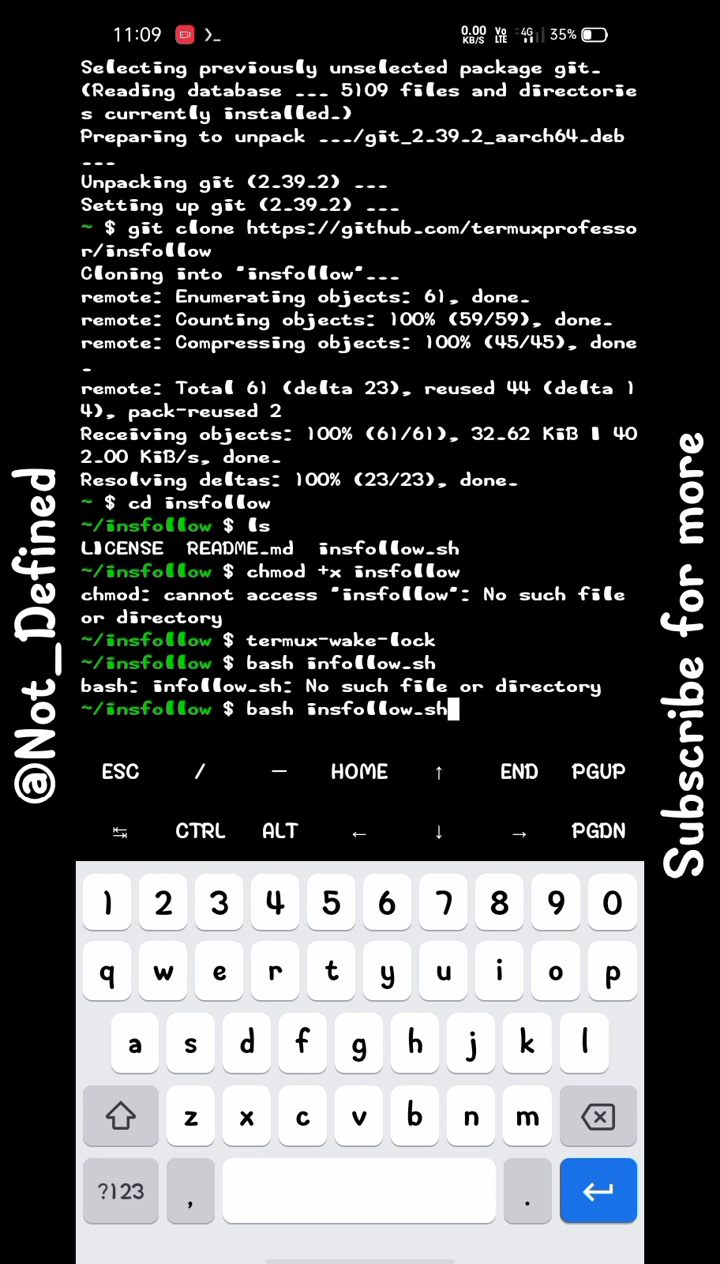 11:09 0.00 KB/S Vo LTE 4G 35%
Selecting previously unselected package git.
(Reading database ... 5109 files and directorie
s currently installed.)
Preparing to unpack .../git_2.39.2_aarch64.deb
...
Unpacking git (2.39.2) ...
Setting up git (2.39.2) ...
~ $ git clone https://github.com/termuxprofesso
r/insfollow
Cloning into 'insfollow'...
remote: Enumerating objects: 61, done.
remote: Counting objects: 100% (59/59), done.
remote: Compressing objects: 100% (45/45), done
.
remote: Total 61 (delta 23), reused 44 (delta 1
4), pack-reused 2
Receiving objects: 100% (61/61), 32.62 KiB | 40
2.00 KiB/s, done.
Resolving deltas: 100% (23/23), done.
~ $ cd insfollow
~/insfollow $ ls
LICENSE README.md insfollow.sh
~/insfollow $ chmod +x insfollow
chmod: cannot access 'insfollow': No such file
or directory
~/insfollow $ termux-wake-lock
~/insfollow $ bash infollow.sh
bash: infollow.sh: No such file or directory
~/insfollow $ bash insfollow.sh
@Not_Defined
Subscribe for more
ESC / — HOME ↑ END PGUP
↹ CTRL ALT ← ↓ → PGDN
1 2 3 4 5 6 7 8 9 0
q w e r t y u i o p
a s d f g h j k l
z x c v b n m
?123 , .